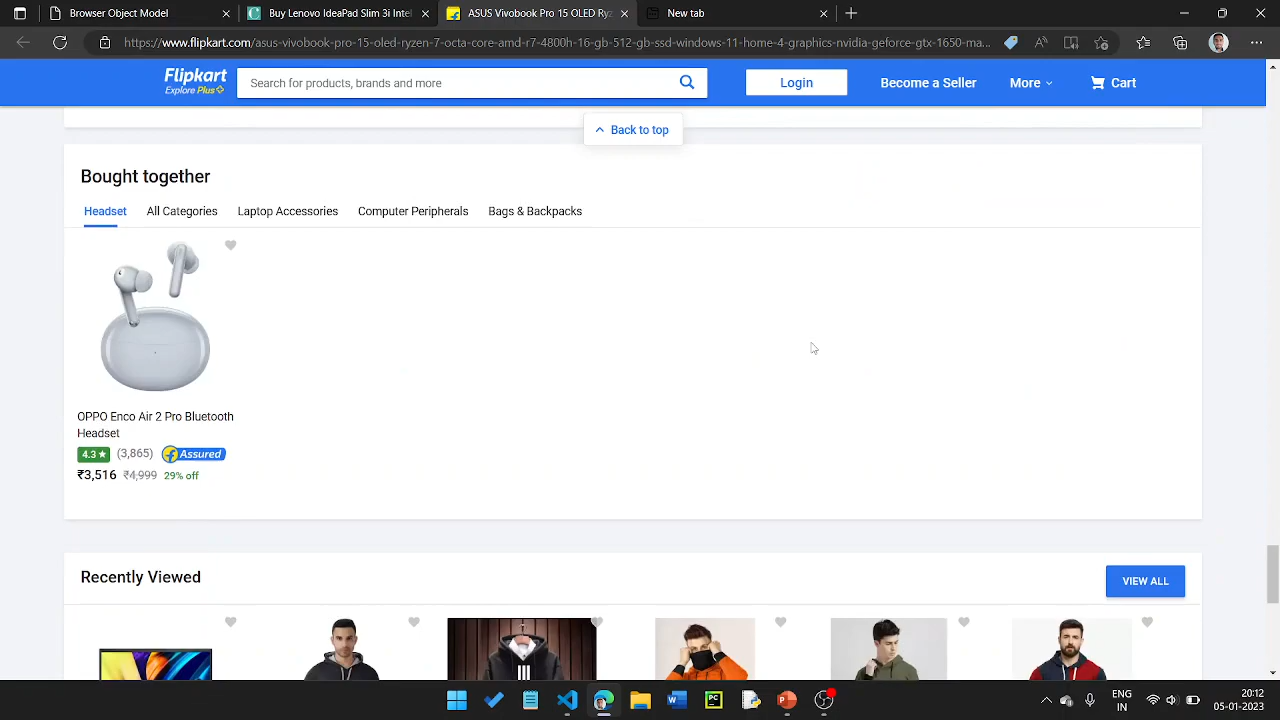 Browser Object Model
Buy Lenovo IdeaPad Slim 3i Intel
ASUS Vivobook Pro 15 OLED Ryz
New tab
https://www.flipkart.com/asus-vivobook-pro-15-oled-ryzen-7-octa-core-amd-r7-4800h-16-gb-512-gb-ssd-windows-11-home-4-graphics-nvidia-geforce-gtx-1650-ma...
Flipkart
Explore Plus
Search for products, brands and more
Login
Become a Seller
More
Cart
Back to top
Bought together
Headset
All Categories
Laptop Accessories
Computer Peripherals
Bags & Backpacks
OPPO Enco Air 2 Pro Bluetooth
Headset
4.3★ (3,865) Assured
₹3,516 ₹4,999 29% off
Recently Viewed
VIEW ALL
ENG
IN
20:12
05-01-2023